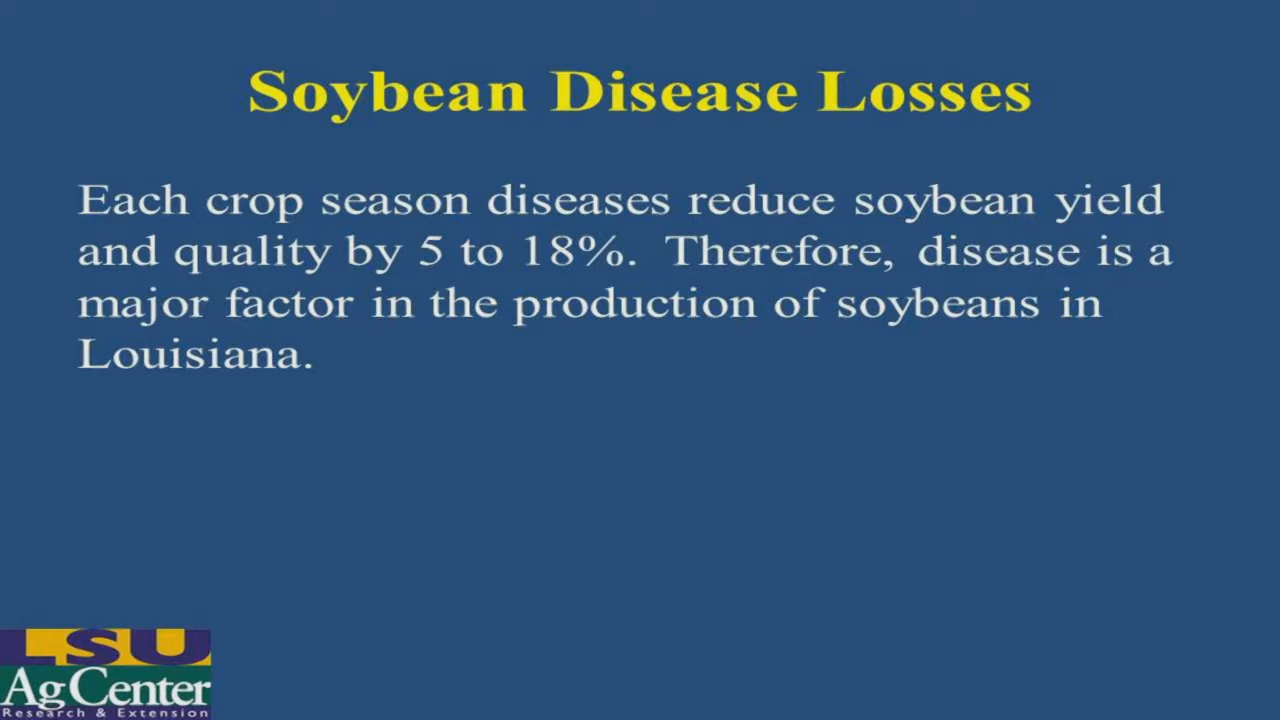 Soybean Disease Losses
Each crop season diseases reduce soybean yield
and quality by 5 to 18%. Therefore, disease is a
major factor in the production of soybeans in
Louisiana.
LSU
AgCenter
Research & Extension